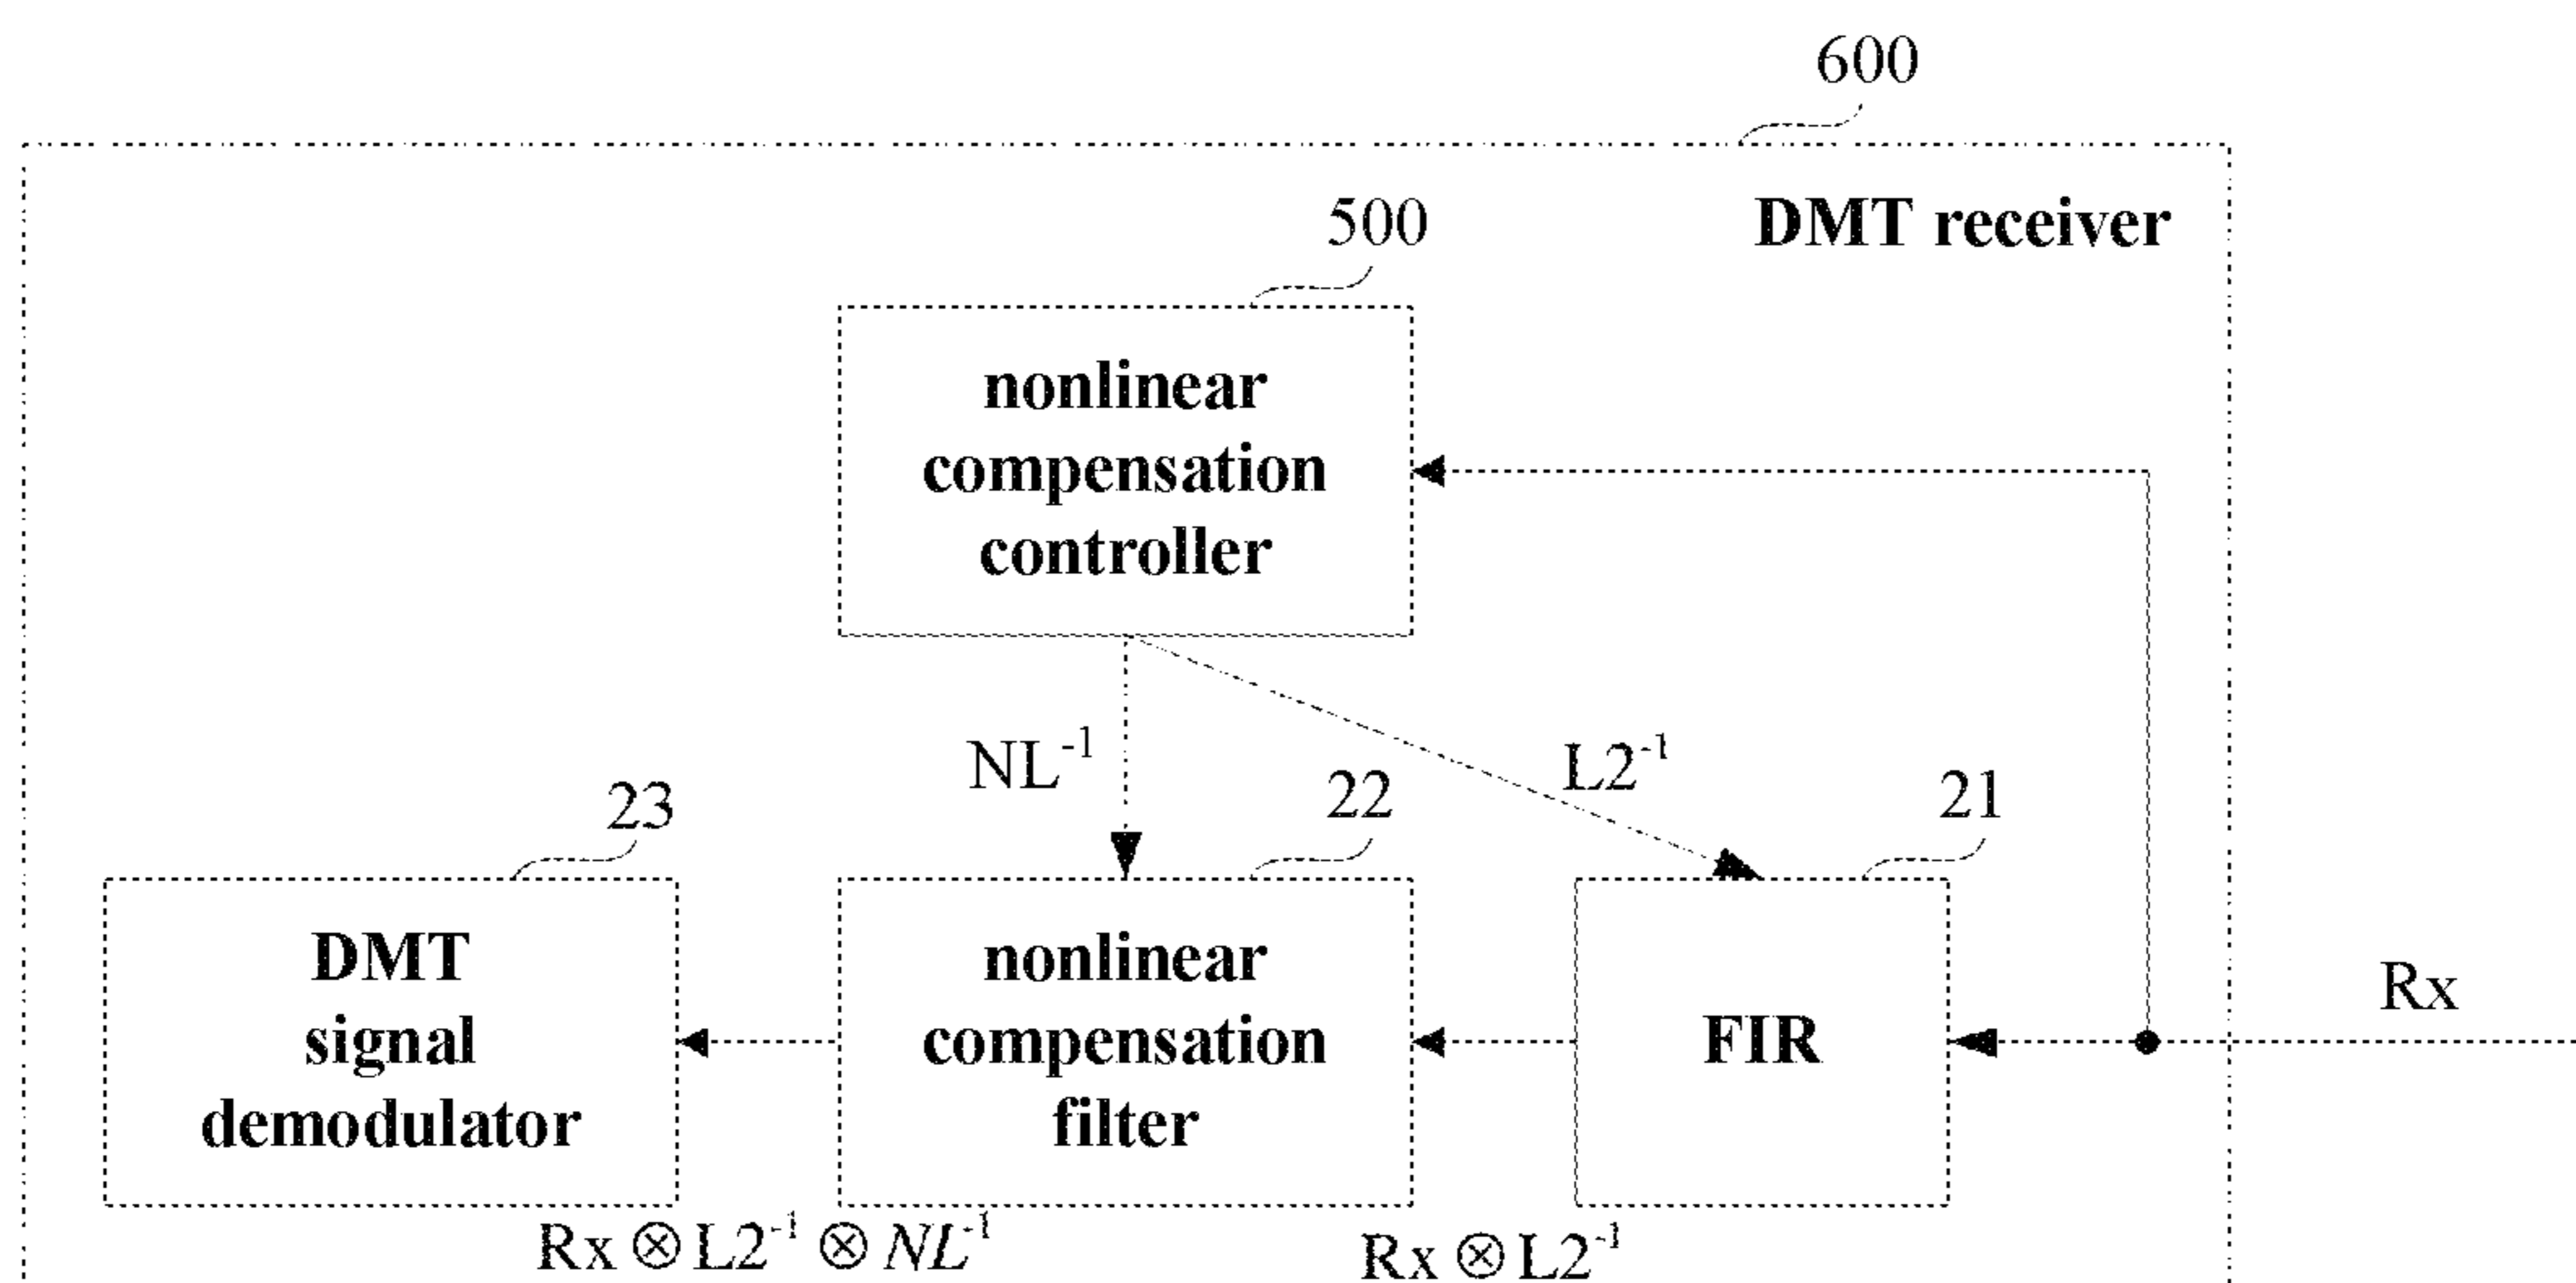 600
DMT receiver
500
nonlinear
compensation
controller
NL⁻¹
L2⁻¹
23
22
21
DMT
signal
demodulator
nonlinear
compensation
filter
FIR
Rx
Rx ⊗ L2⁻¹ ⊗ NL⁻¹
Rx ⊗ L2⁻¹